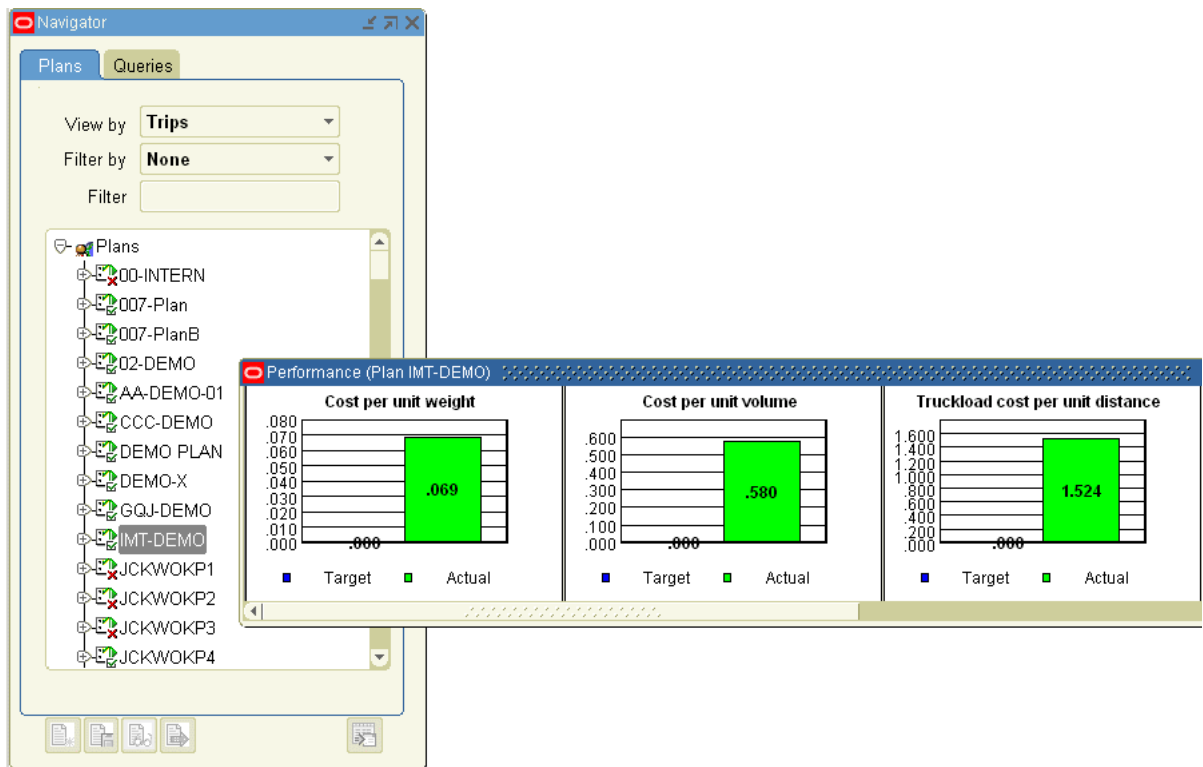 Navigator
Plans
Queries
View by Trips
Filter by None
Filter
Plans
00-INTERN
007-Plan
007-PlanB
02-DEMO
AA-DEMO-01
CCC-DEMO
DEMO PLAN
DEMO-X
GQJ-DEMO
IMT-DEMO
JCKWOKP1
JCKWOKP2
JCKWOKP3
JCKWOKP4
Performance (Plan IMT-DEMO)
Cost per unit weight
.080
.070
.060
.050
.040
.030
.020
.010
.000
.000
.069
Target
Actual
Cost per unit volume
.600
.500
.400
.300
.200
.100
.000
.000
.580
Target
Actual
Truckload cost per unit distance
1.600
1.400
1.200
1.000
.800
.600
.400
.200
.000
.000
1.524
Target
Actual